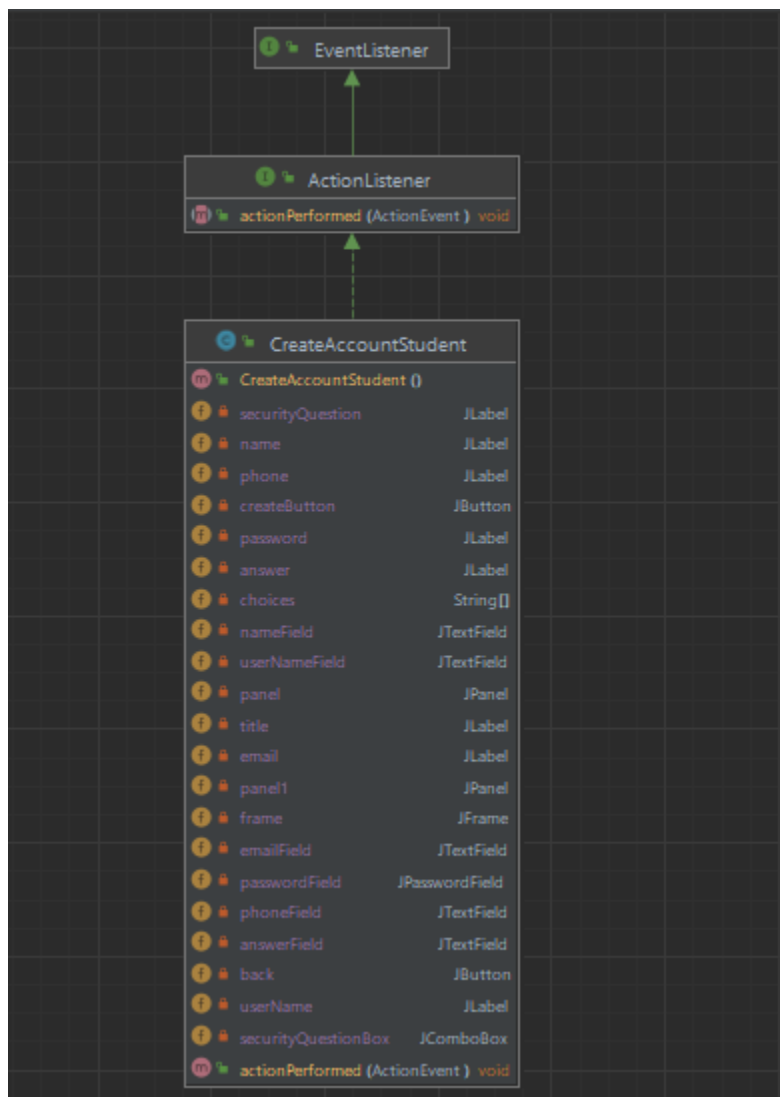 EventListener
ActionListener
actionPerformed (ActionEvent) void
CreateAccountStudent
CreateAccountStudent ()
securityQuestion JLabel
name JLabel
phone JLabel
createButton JButton
password JLabel
answer JLabel
choices String[]
nameField JTextField
userNameField JTextField
panel JPanel
title JLabel
email JLabel
panel1 JPanel
frame JFrame
emailField JTextField
passwordField JPasswordField
phoneField JTextField
answerField JTextField
back JButton
userName JLabel
securityQuestionBox JComboBox
actionPerformed (ActionEvent) void